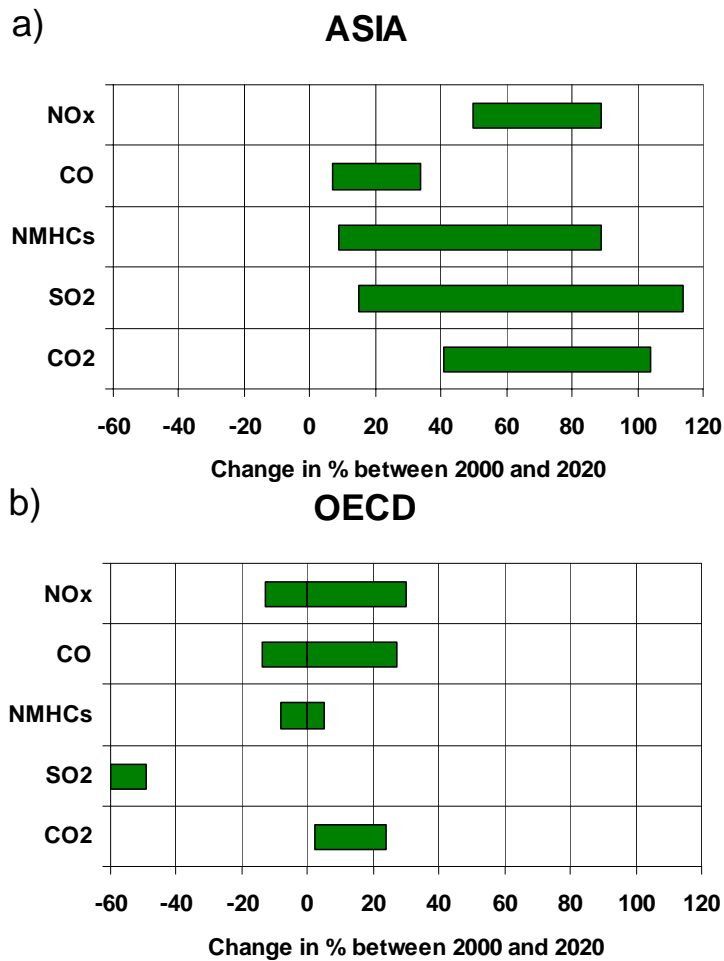 a)
ASIA
NOx
CO
NMHCs
SO2
CO2
-60 -40 -20 0 20 40 60 80 100 120
Change in % between 2000 and 2020
b)
OECD
NOx
CO
NMHCs
SO2
CO2
-60 -40 -20 0 20 40 60 80 100 120
Change in % between 2000 and 2020